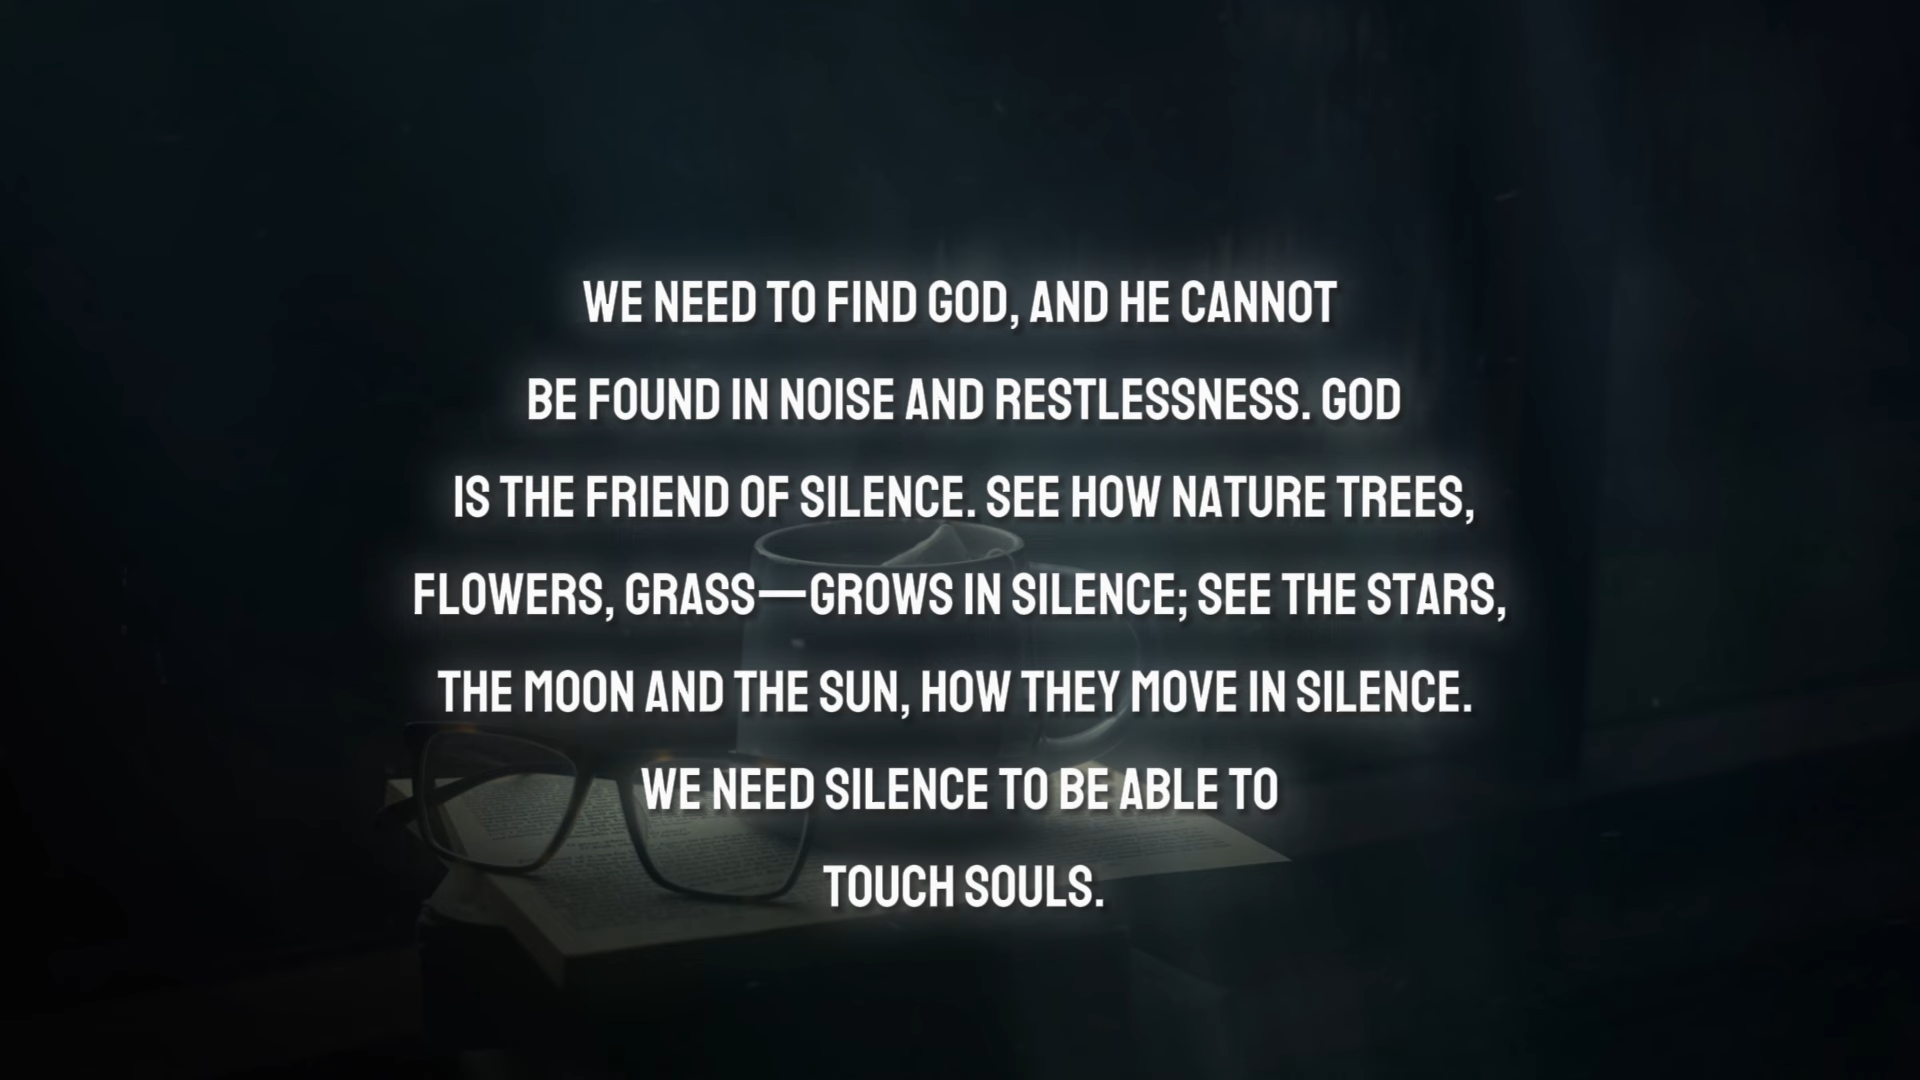 WE NEED TO FIND GOD, AND HE CANNOT
BE FOUND IN NOISE AND RESTLESSNESS. GOD
IS THE FRIEND OF SILENCE. SEE HOW NATURE TREES,
FLOWERS, GRASS—GROWS IN SILENCE; SEE THE STARS,
THE MOON AND THE SUN, HOW THEY MOVE IN SILENCE.
WE NEED SILENCE TO BE ABLE TO
TOUCH SOULS.